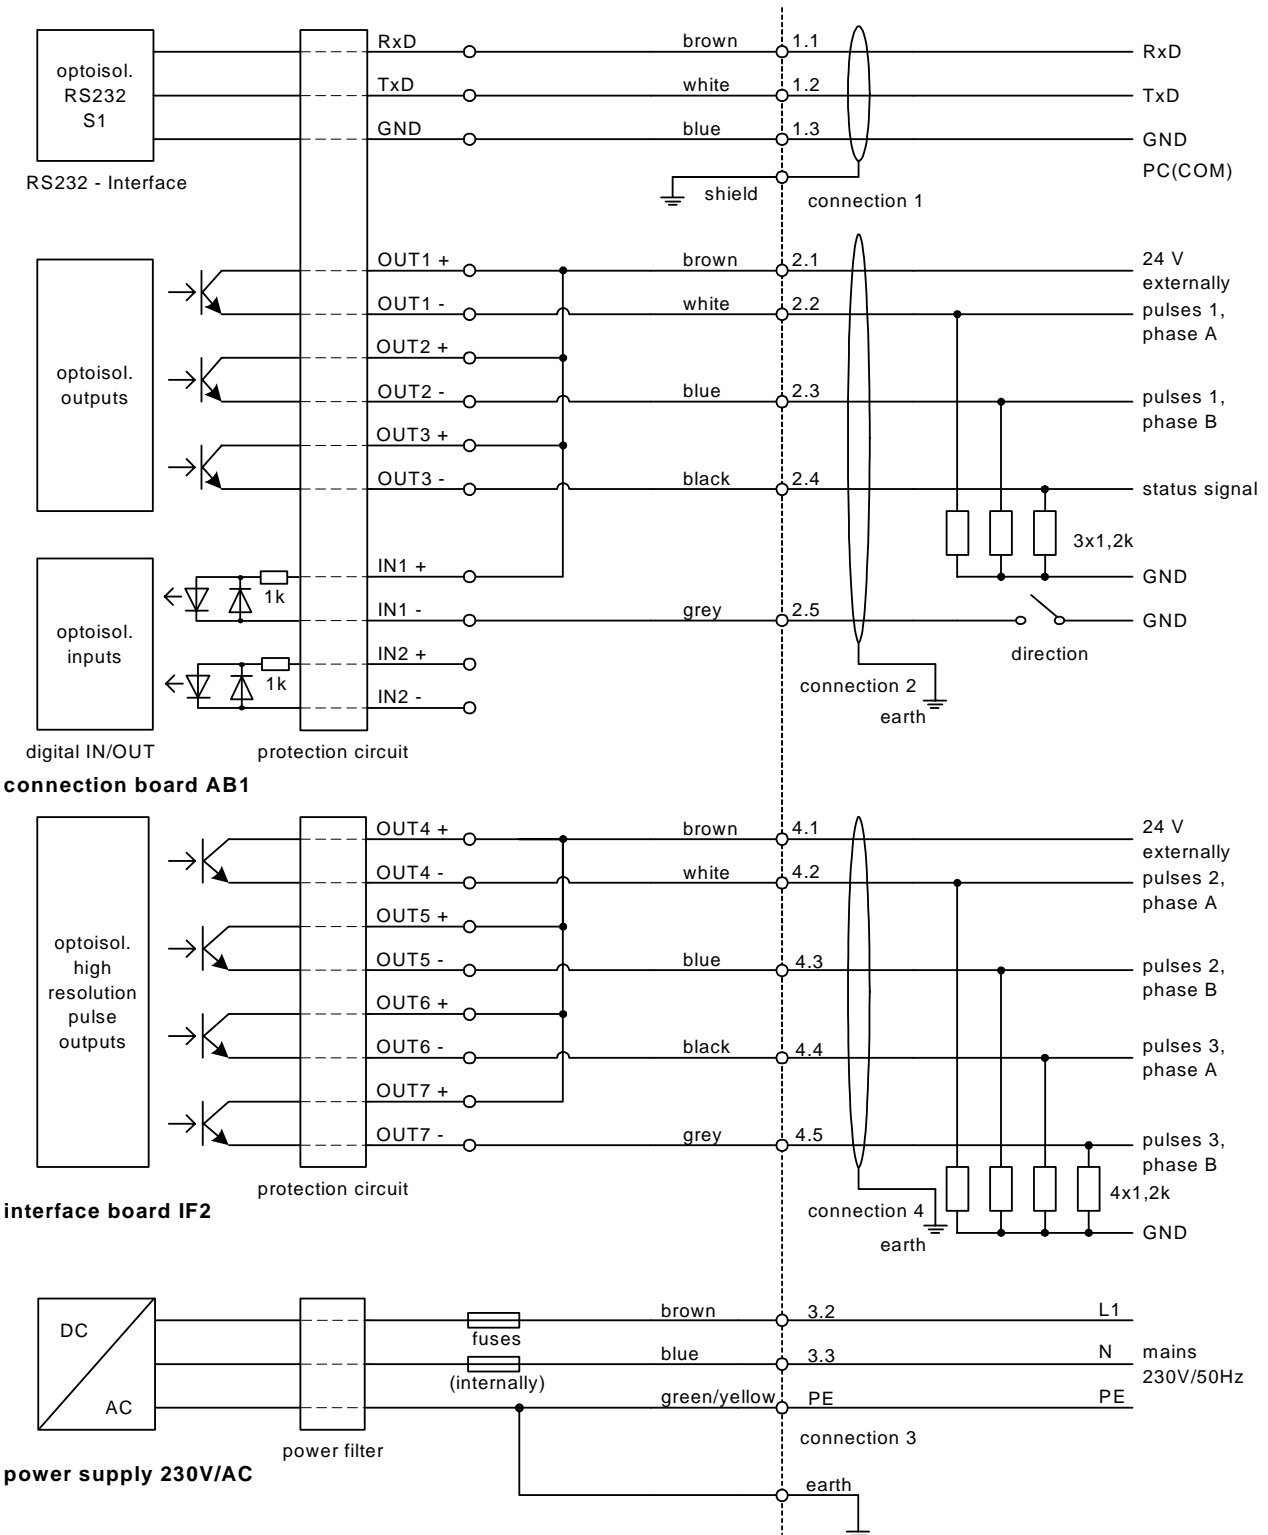 RxD brown 1.1 RxD
optoisol.
RS232
S1
TxD white 1.2 TxD
GND blue 1.3 GND
PC(COM)
RS232 - Interface
shield connection 1
OUT1 + brown 2.1 24 V
externally
OUT1 - white 2.2 pulses 1,
phase A
OUT2 + 
optoisol.
outputs
OUT2 - blue 2.3 pulses 1,
phase B
OUT3 +
OUT3 - black 2.4 status signal
3x1,2k
IN1 + GND
1k
IN1 - grey 2.5 GND
optoisol.
inputs
direction
IN2 +
1k
connection 2
IN2 -
earth
digital IN/OUT protection circuit
connection board AB1
OUT4 + brown 4.1 24 V
externally
OUT4 - white 4.2 pulses 2,
phase A
OUT5 +
optoisol.
high
resolution
pulse
outputs
OUT5 - blue 4.3 pulses 2,
phase B
OUT6 +
OUT6 - black 4.4 pulses 3,
phase A
OUT7 +
OUT7 - grey 4.5 pulses 3,
phase B
protection circuit
4x1,2k
interface board IF2
connection 4
GND
earth
DC
AC
brown 3.2 L1
fuses
blue 3.3 N mains
230V/50Hz
(internally)
green/yellow PE PE
power filter
connection 3
power supply 230V/AC
earth